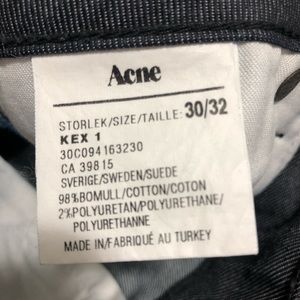 Acne
STORLEK/SIZE/TAILLE: 30/32
KEX 1
30C094163230
CA 39815
SVERIGE/SWEDEN/SUEDE
98%BOMULL/COTTON/COTON
2%POLYURETAN/POLYURETHANE/
POLYURETHANNE
MADE IN/FABRIQUÉ AU TURKEY